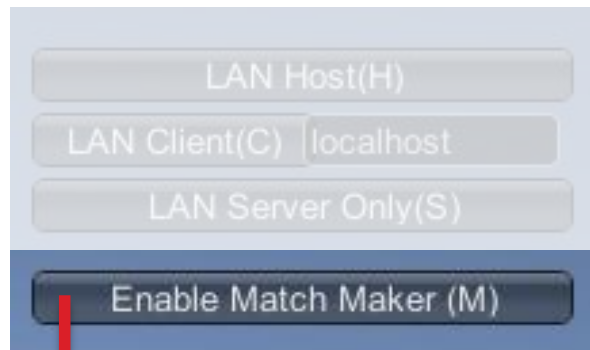 LAN Host(H)
LAN Client(C) localhost
LAN Server Only(S)
Enable Match Maker (M)